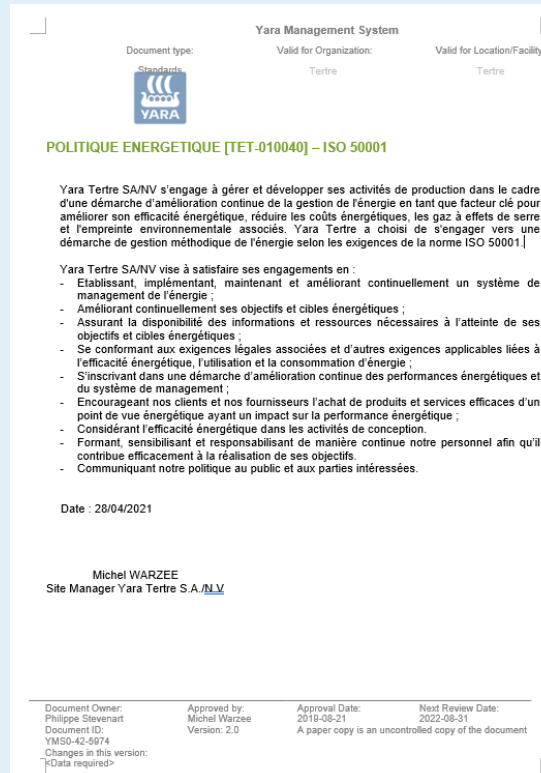 Yara Management System
Document type: Valid for Organization: Valid for Location/Facility
Standards Tertre Tertre
YARA
POLITIQUE ENERGETIQUE [TET-010040] – ISO 50001
Yara Tertre SA/NV s'engage à gérer et développer ses activités de production dans le cadre
d'une démarche d'amélioration continue de la gestion de l'énergie en tant que facteur clé pour
améliorer son efficacité énergétique, réduire les coûts énergétiques, les gaz à effets de serre
et l'empreinte environnementale associés. Yara Tertre a choisi de s'engager vers une
démarche de gestion méthodique de l'énergie selon les exigences de la norme ISO 50001.
Yara Tertre SA/NV vise à satisfaire ses engagements en :
- Etablissant, implémentant, maintenant et améliorant continuellement un système de
management de l'énergie ;
- Améliorant continuellement ses objectifs et cibles énergétiques ;
- Assurant la disponibilité des informations et ressources nécessaires à l'atteinte de ses
objectifs et cibles énergétiques ;
- Se conformant aux exigences légales associées et d'autres exigences applicables liées à
l'efficacité énergétique, l'utilisation et la consommation d'énergie ;
- S'inscrivant dans une démarche d'amélioration continue des performances énergétiques et
du système de management ;
- Encourageant nos clients et nos fournisseurs l'achat de produits et services efficaces d'un
point de vue énergétique ayant un impact sur la performance énergétique ;
- Considérant l'efficacité énergétique dans les activités de conception.
- Formant, sensibilisant et responsabilisant de manière continue notre personnel afin qu'il
contribue efficacement à la réalisation de ses objectifs.
- Communiquant notre politique au public et aux parties intéressées.
Date : 28/04/2021
Michel WARZEE
Site Manager Yara Tertre S.A./N.V
Document Owner: Approved by: Approval Date: Next Review Date:
Philippe Stevenart Michel Warzee 2019-08-21 2022-08-31
Document ID: Version: 2.0 A paper copy is an uncontrolled copy of the document
YMS0-42-5974
Changes in this version:
<Data required>